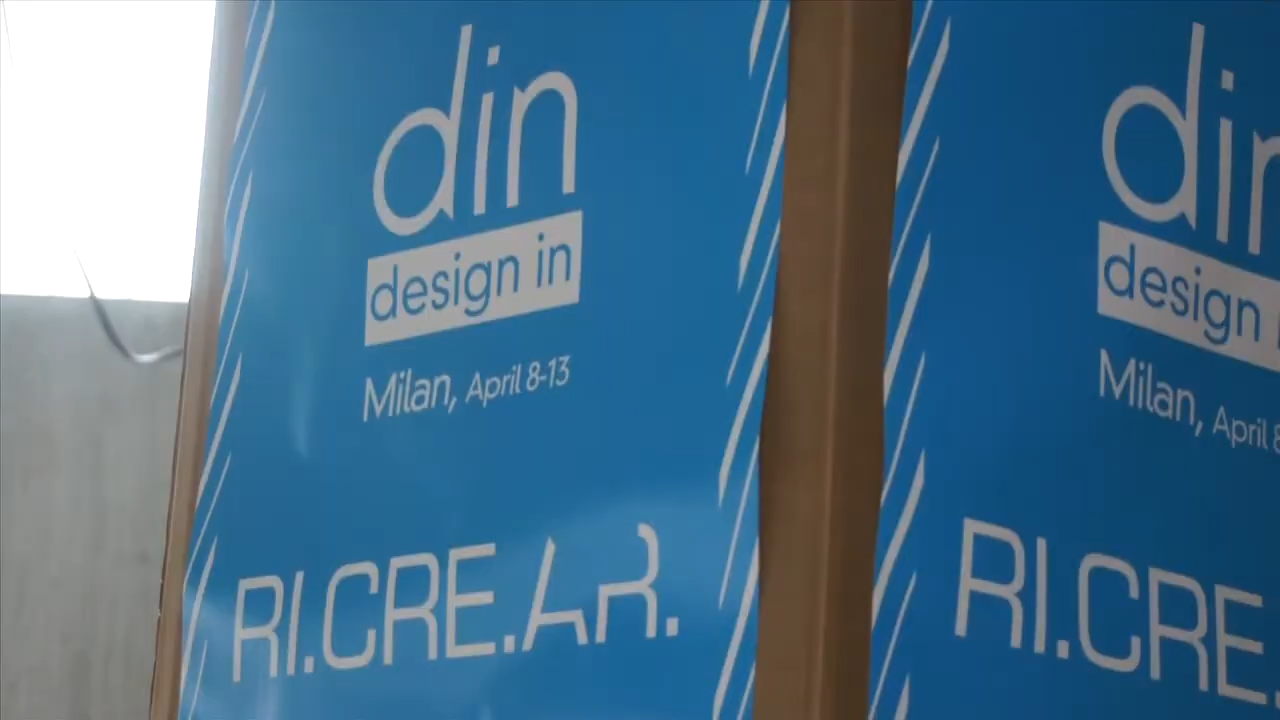 din
design in
Milan, April 8-13
RI.CRE.AR.
din
design
Milan, April 8
RI.CRE.